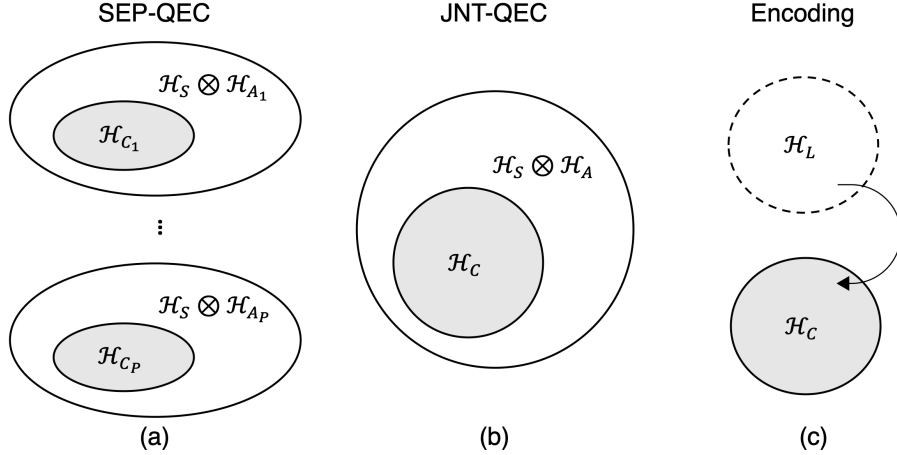 SEP-QEC
ℋ_S ⊗ ℋ_{A_1}
ℋ_{C_1}
⋮
ℋ_S ⊗ ℋ_{A_P}
ℋ_{C_P}
(a)
JNT-QEC
ℋ_S ⊗ ℋ_A
ℋ_C
(b)
Encoding
ℋ_L
ℋ_C
(c)